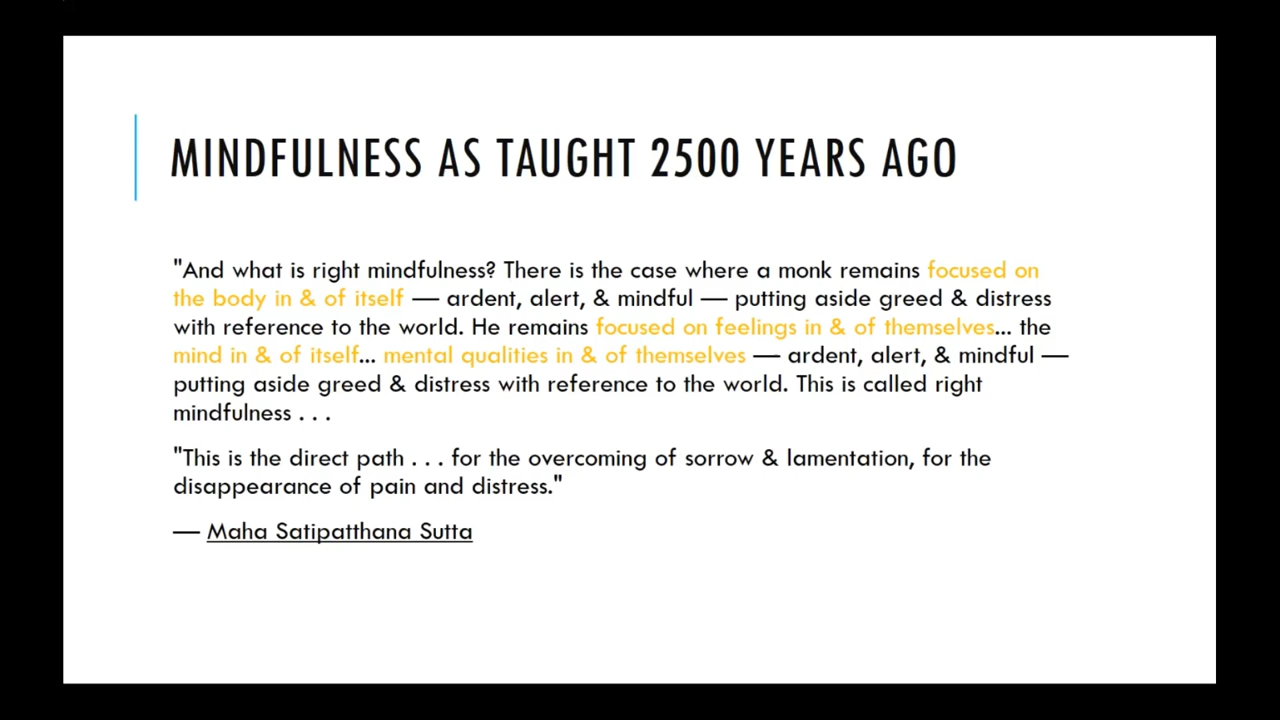 MINDFULNESS AS TAUGHT 2500 YEARS AGO
"And what is right mindfulness? There is the case where a monk remains focused on
the body in & of itself — ardent, alert, & mindful — putting aside greed & distress
with reference to the world. He remains focused on feelings in & of themselves... the
mind in & of itself... mental qualities in & of themselves — ardent, alert, & mindful —
putting aside greed & distress with reference to the world. This is called right
mindfulness . . .
"This is the direct path . . . for the overcoming of sorrow & lamentation, for the
disappearance of pain and distress."
— Maha Satipatthana Sutta